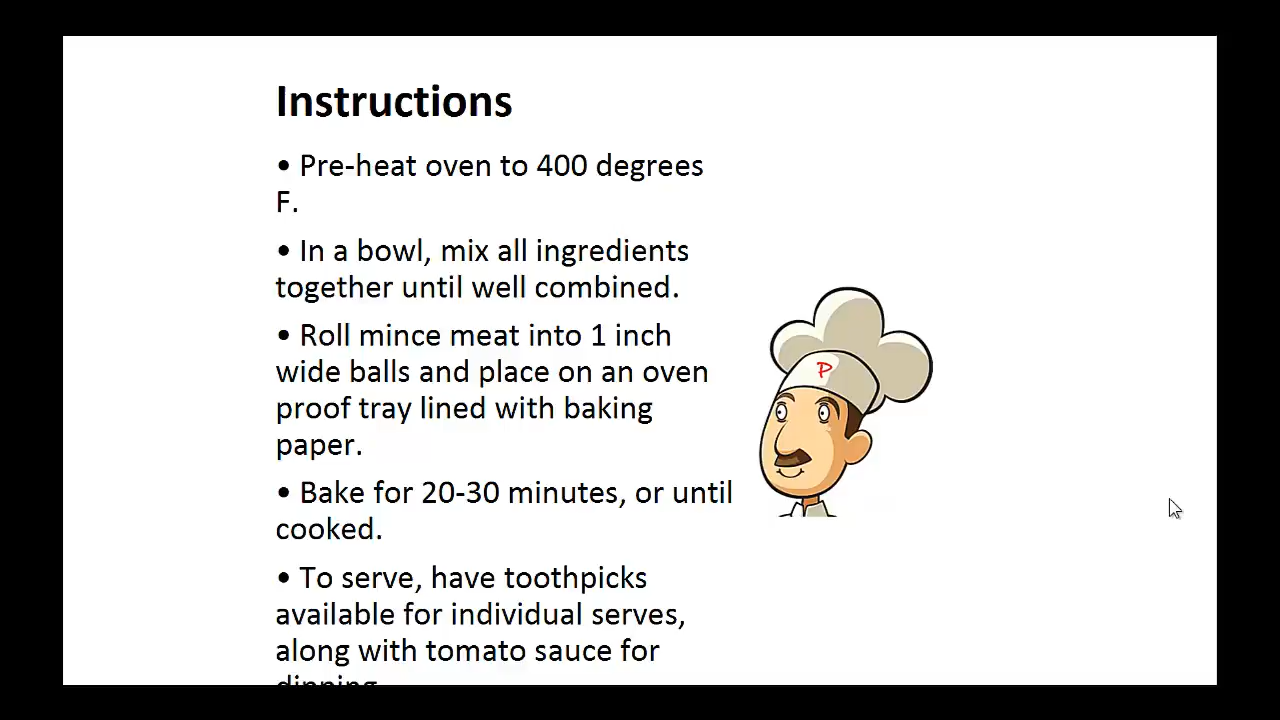 Instructions
• Pre-heat oven to 400 degrees
F.
• In a bowl, mix all ingredients
together until well combined.
• Roll mince meat into 1 inch
wide balls and place on an oven
proof tray lined with baking
paper.
• Bake for 20-30 minutes, or until
cooked.
• To serve, have toothpicks
available for individual serves,
along with tomato sauce for
dipping
P